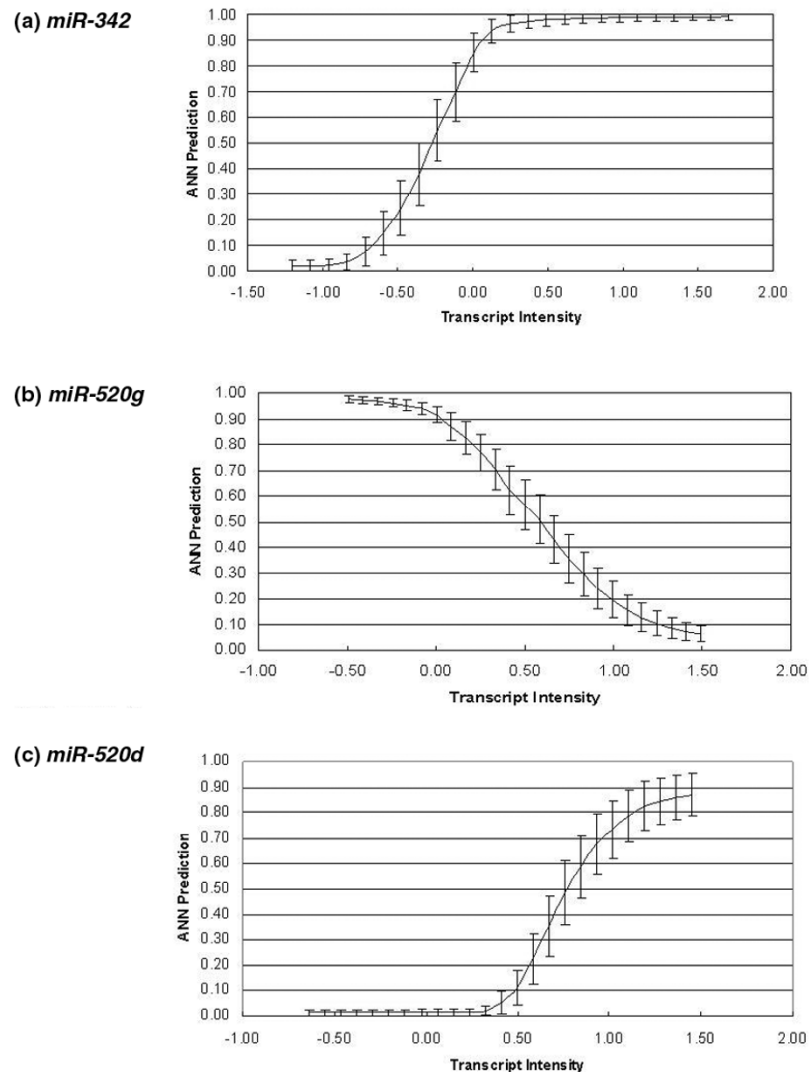 (a) miR-342
1.00
0.90
0.80
0.70
0.60
0.50
0.40
0.30
0.20
0.10
0.00
ANN Prediction
-1.50 -1.00 -0.50 0.00 0.50 1.00 1.50 2.00
Transcript Intensity
(b) miR-520g
1.00
0.90
0.80
0.70
0.60
0.50
0.40
0.30
0.20
0.10
0.00
ANN Prediction
-1.00 -0.50 0.00 0.50 1.00 1.50 2.00
Transcript Intensity
(c) miR-520d
1.00
0.90
0.80
0.70
0.60
0.50
0.40
0.30
0.20
0.10
0.00
ANN Prediction
-1.00 0.00 0.50 1.00 1.50 2.00
Transcript Intensity